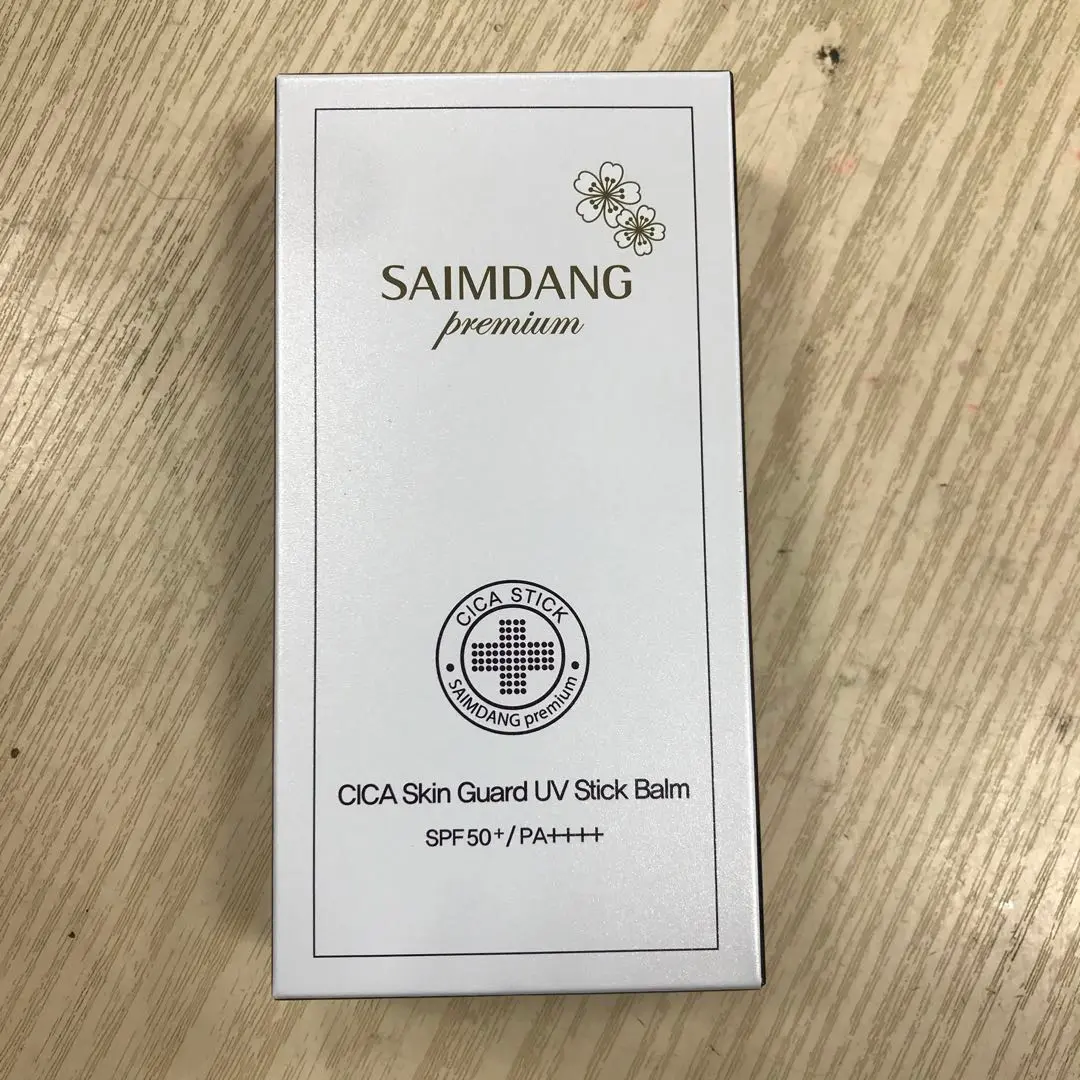 SAIMDANG
premium
CICA STICK
SAIMDANG premium
CICA Skin Guard UV Stick Balm
SPF50+/PA++++